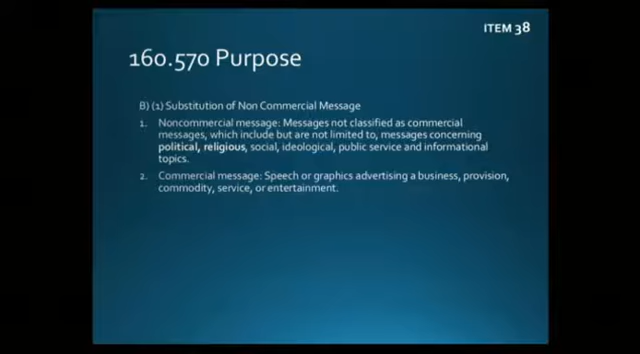 ITEM 38
160.570 Purpose
B) (1) Substitution of Non Commercial Message
1. Noncommercial message: Messages not classified as commercial
messages, which include but are not limited to, messages concerning
political, religious, social, ideological, public service and informational
topics.
2. Commercial message: Speech or graphics advertising a business, provision,
commodity, service, or entertainment.